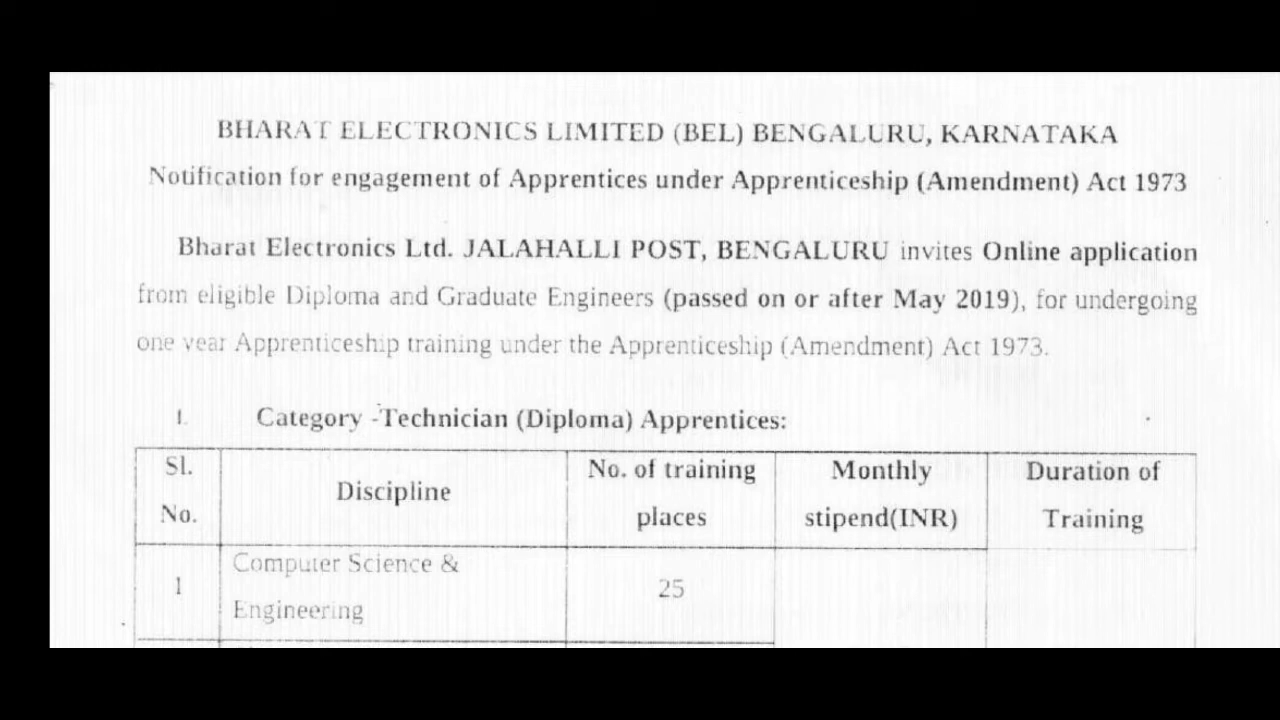 BHARAT ELECTRONICS LIMITED (BEL) BENGALURU, KARNATAKA
Notification for engagement of Apprentices under Apprenticeship (Amendment) Act 1973
Bharat Electronics Ltd. JALAHALLI POST, BENGALURU invites Online application
from eligible Diploma and Graduate Engineers (passed on or after May 2019), for undergoing
one year Apprenticeship training under the Apprenticeship (Amendment) Act 1973.
I. Category -Technician (Diploma) Apprentices:
Sl. No. Discipline No. of training places Monthly stipend(INR) Duration of Training
1 Computer Science & Engineering 25